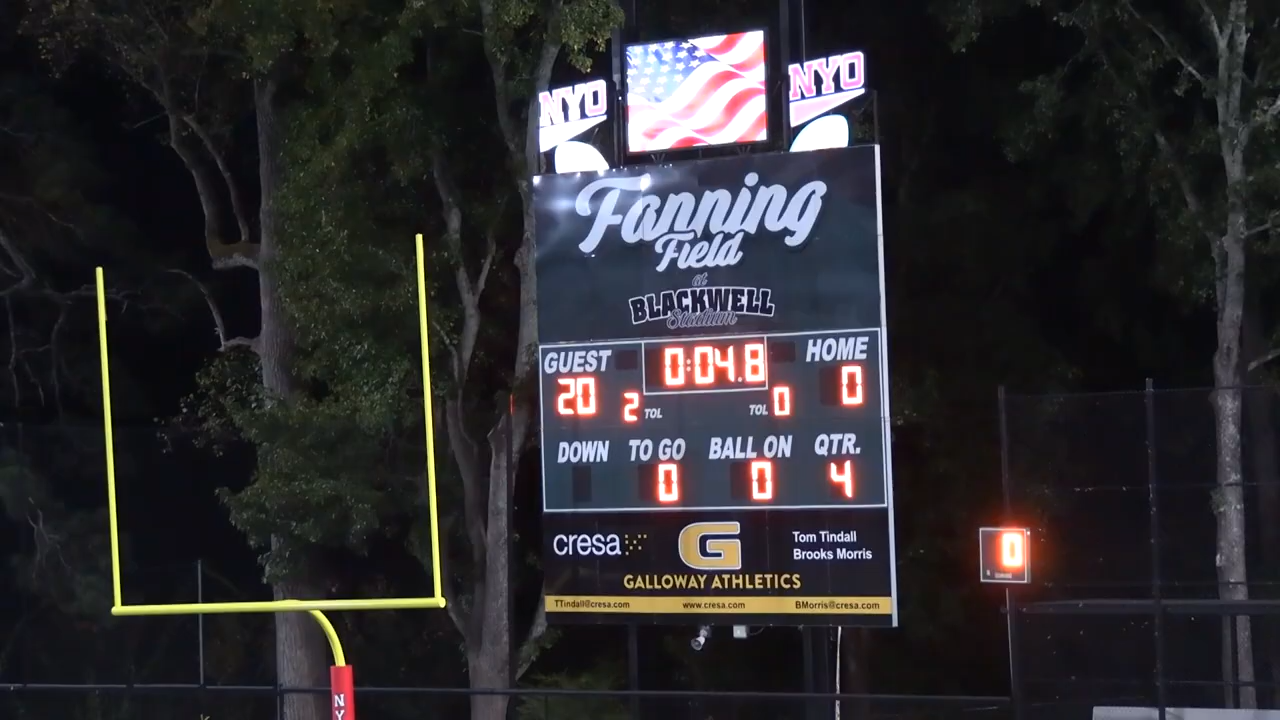 NYO NYO
Fanning
Field
at
BLACKWELL
Stadium
GUEST 0:04.8 HOME
20 2 TOL TOL 0 0
DOWN TO GO BALL ON QTR.
0 0 4
cresa G Tom Tindall
Brooks Morris
GALLOWAY ATHLETICS
TTindall@cresa.com www.cresa.com BMorris@cresa.com
0
NY